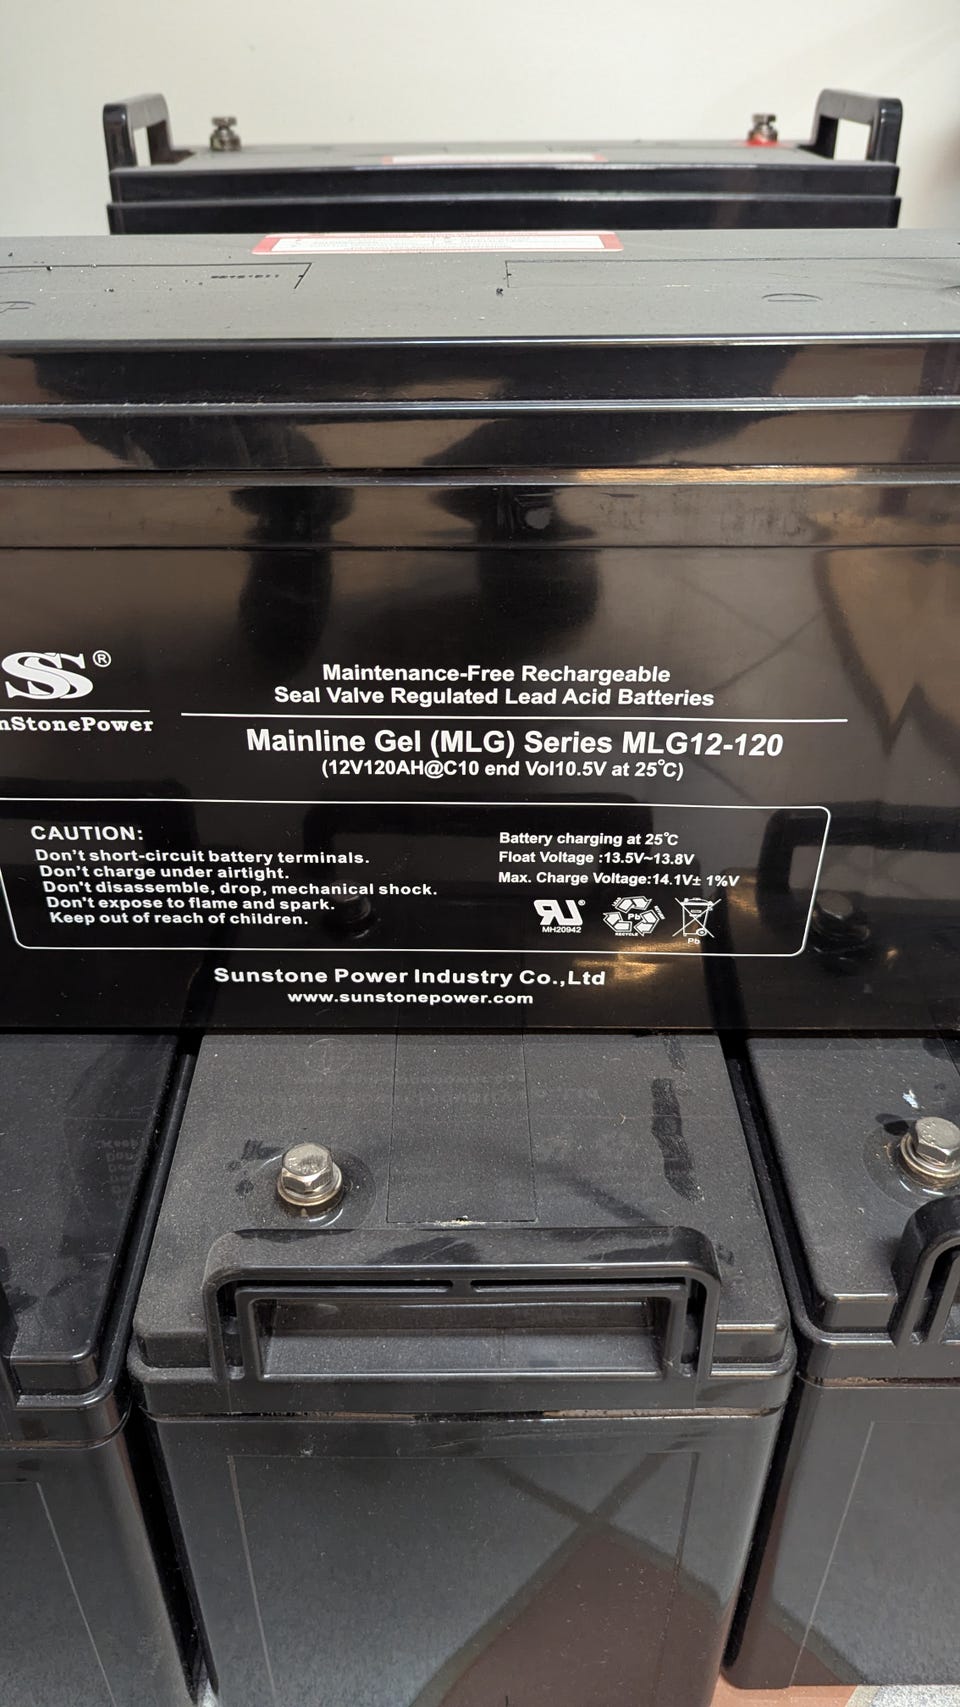 SS®
nStonePower
Maintenance-Free Rechargeable
Seal Valve Regulated Lead Acid Batteries
Mainline Gel (MLG) Series MLG12-120
(12V120AH@C10 end Vol10.5V at 25℃)
CAUTION:
Don't short-circuit battery terminals.
Don't charge under airtight.
Don't disassemble, drop, mechanical shock.
Don't expose to flame and spark.
Keep out of reach of children.
Battery charging at 25℃
Float Voltage :13.5V~13.8V
Max. Charge Voltage:14.1V± 1%V
RU®
MH20942
Pb
RECYCLE
Pb
Sunstone Power Industry Co.,Ltd
www.sunstonepower.com